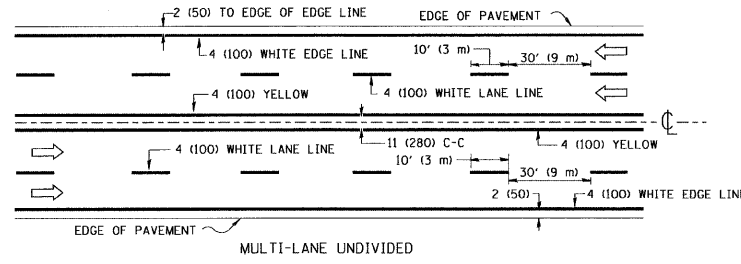 2 (50) TO EDGE OF EDGE LINE
EDGE OF PAVEMENT
4 (100) WHITE EDGE LINE
10' (3 m)
30' (9 m)
4 (100) YELLOW
4 (100) WHITE LANE LINE
℄
4 (100) WHITE LANE LINE
11 (280) C-C
4 (100) YELLOW
10' (3 m)
30' (9 m)
2 (50)
4 (100) WHITE EDGE LINE
EDGE OF PAVEMENT
MULTI-LANE UNDIVIDED